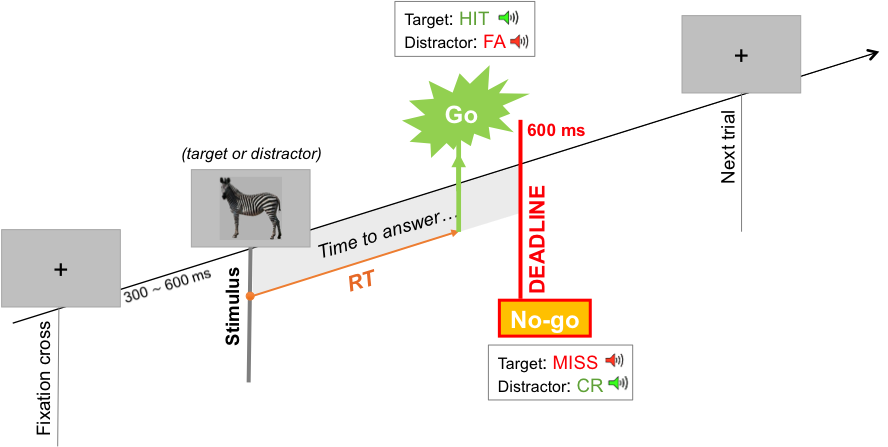 Target: HIT
Distractor: FA
Go
600 ms
(target or distractor)
Time to answer…
RT
300 ~ 600 ms
Fixation cross
Stimulus
DEADLINE
No-go
Target: MISS
Distractor: CR
Next trial